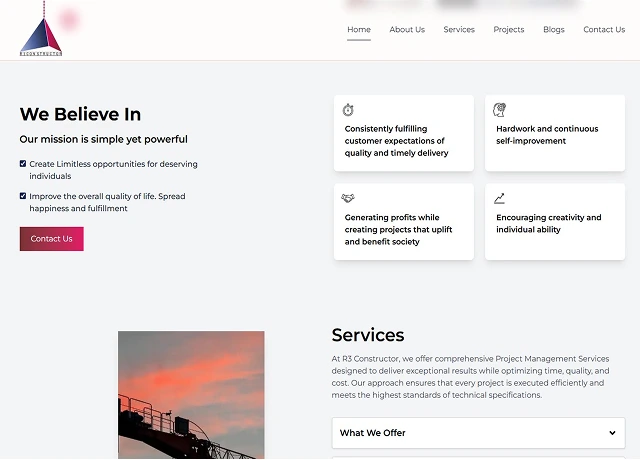 R3CONSTRUCTOR
Home About Us Services Projects Blogs Contact Us
We Believe In
Our mission is simple yet powerful
Create Limitless opportunities for deserving
individuals
Improve the overall quality of life. Spread
happiness and fulfillment
Contact Us
Consistently fulfilling
customer expectations of
quality and timely delivery
Hardwork and continuous
self-improvement
Generating profits while
creating projects that uplift
and benefit society
Encouraging creativity and
individual ability
Services
At R3 Constructor, we offer comprehensive Project Management Services
designed to deliver exceptional results while optimizing time, quality, and
cost. Our approach ensures that every project is executed efficiently and
meets the highest standards of technical specifications.
What We Offer